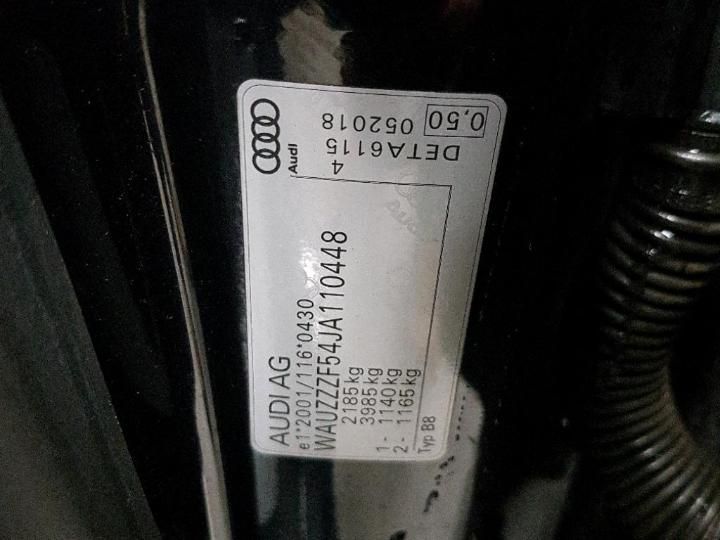 AUDI AG
e1*2001/116*0430
WAUZZZF54JA110448
2185kg
3985kg
1- 1140kg
2- 1165kg
Typ B8
Audi
4
DETA6115
052018
0,50